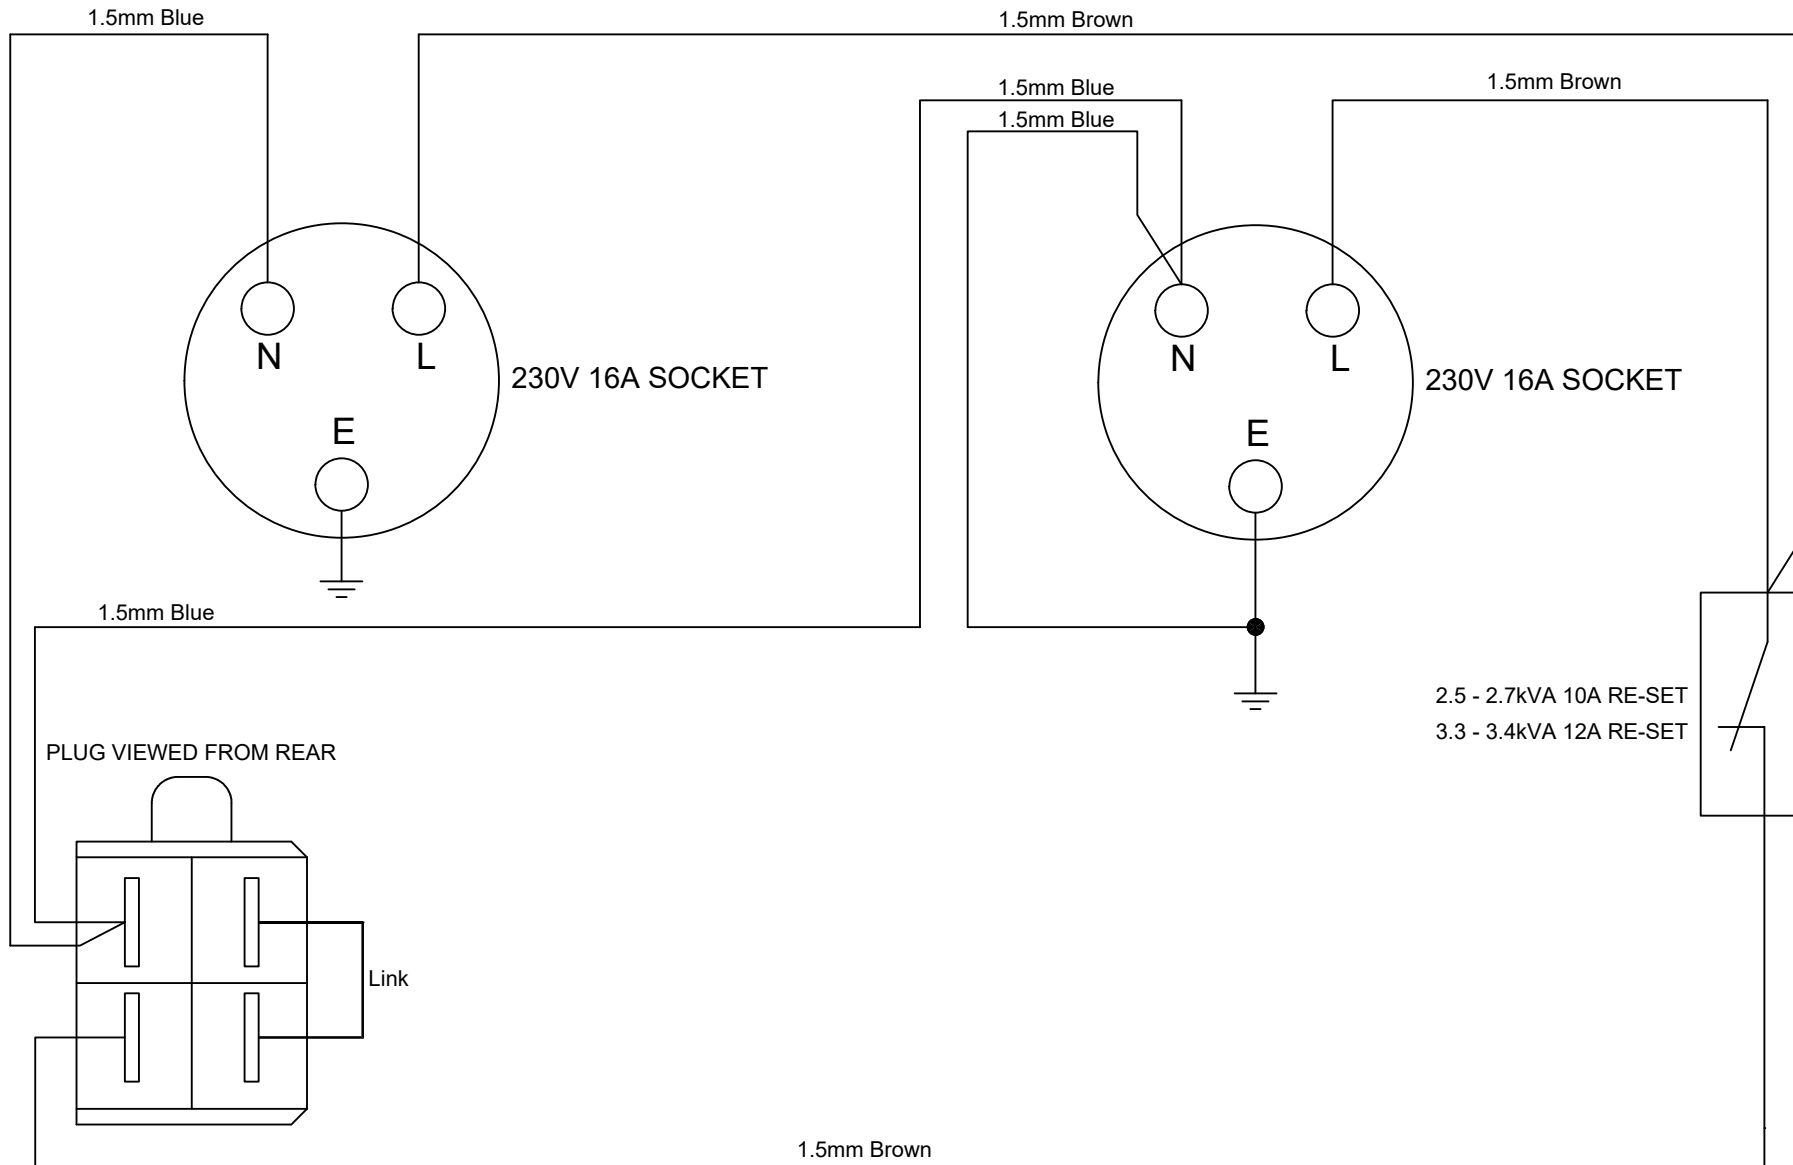 1.5mm Blue
1.5mm Brown
1.5mm Blue
1.5mm Brown
1.5mm Blue
N
L
230V 16A SOCKET
E
N
L
230V 16A SOCKET
E
1.5mm Blue
2.5 - 2.7kVA 10A RE-SET
3.3 - 3.4kVA 12A RE-SET
PLUG VIEWED FROM REAR
Link
1.5mm Brown